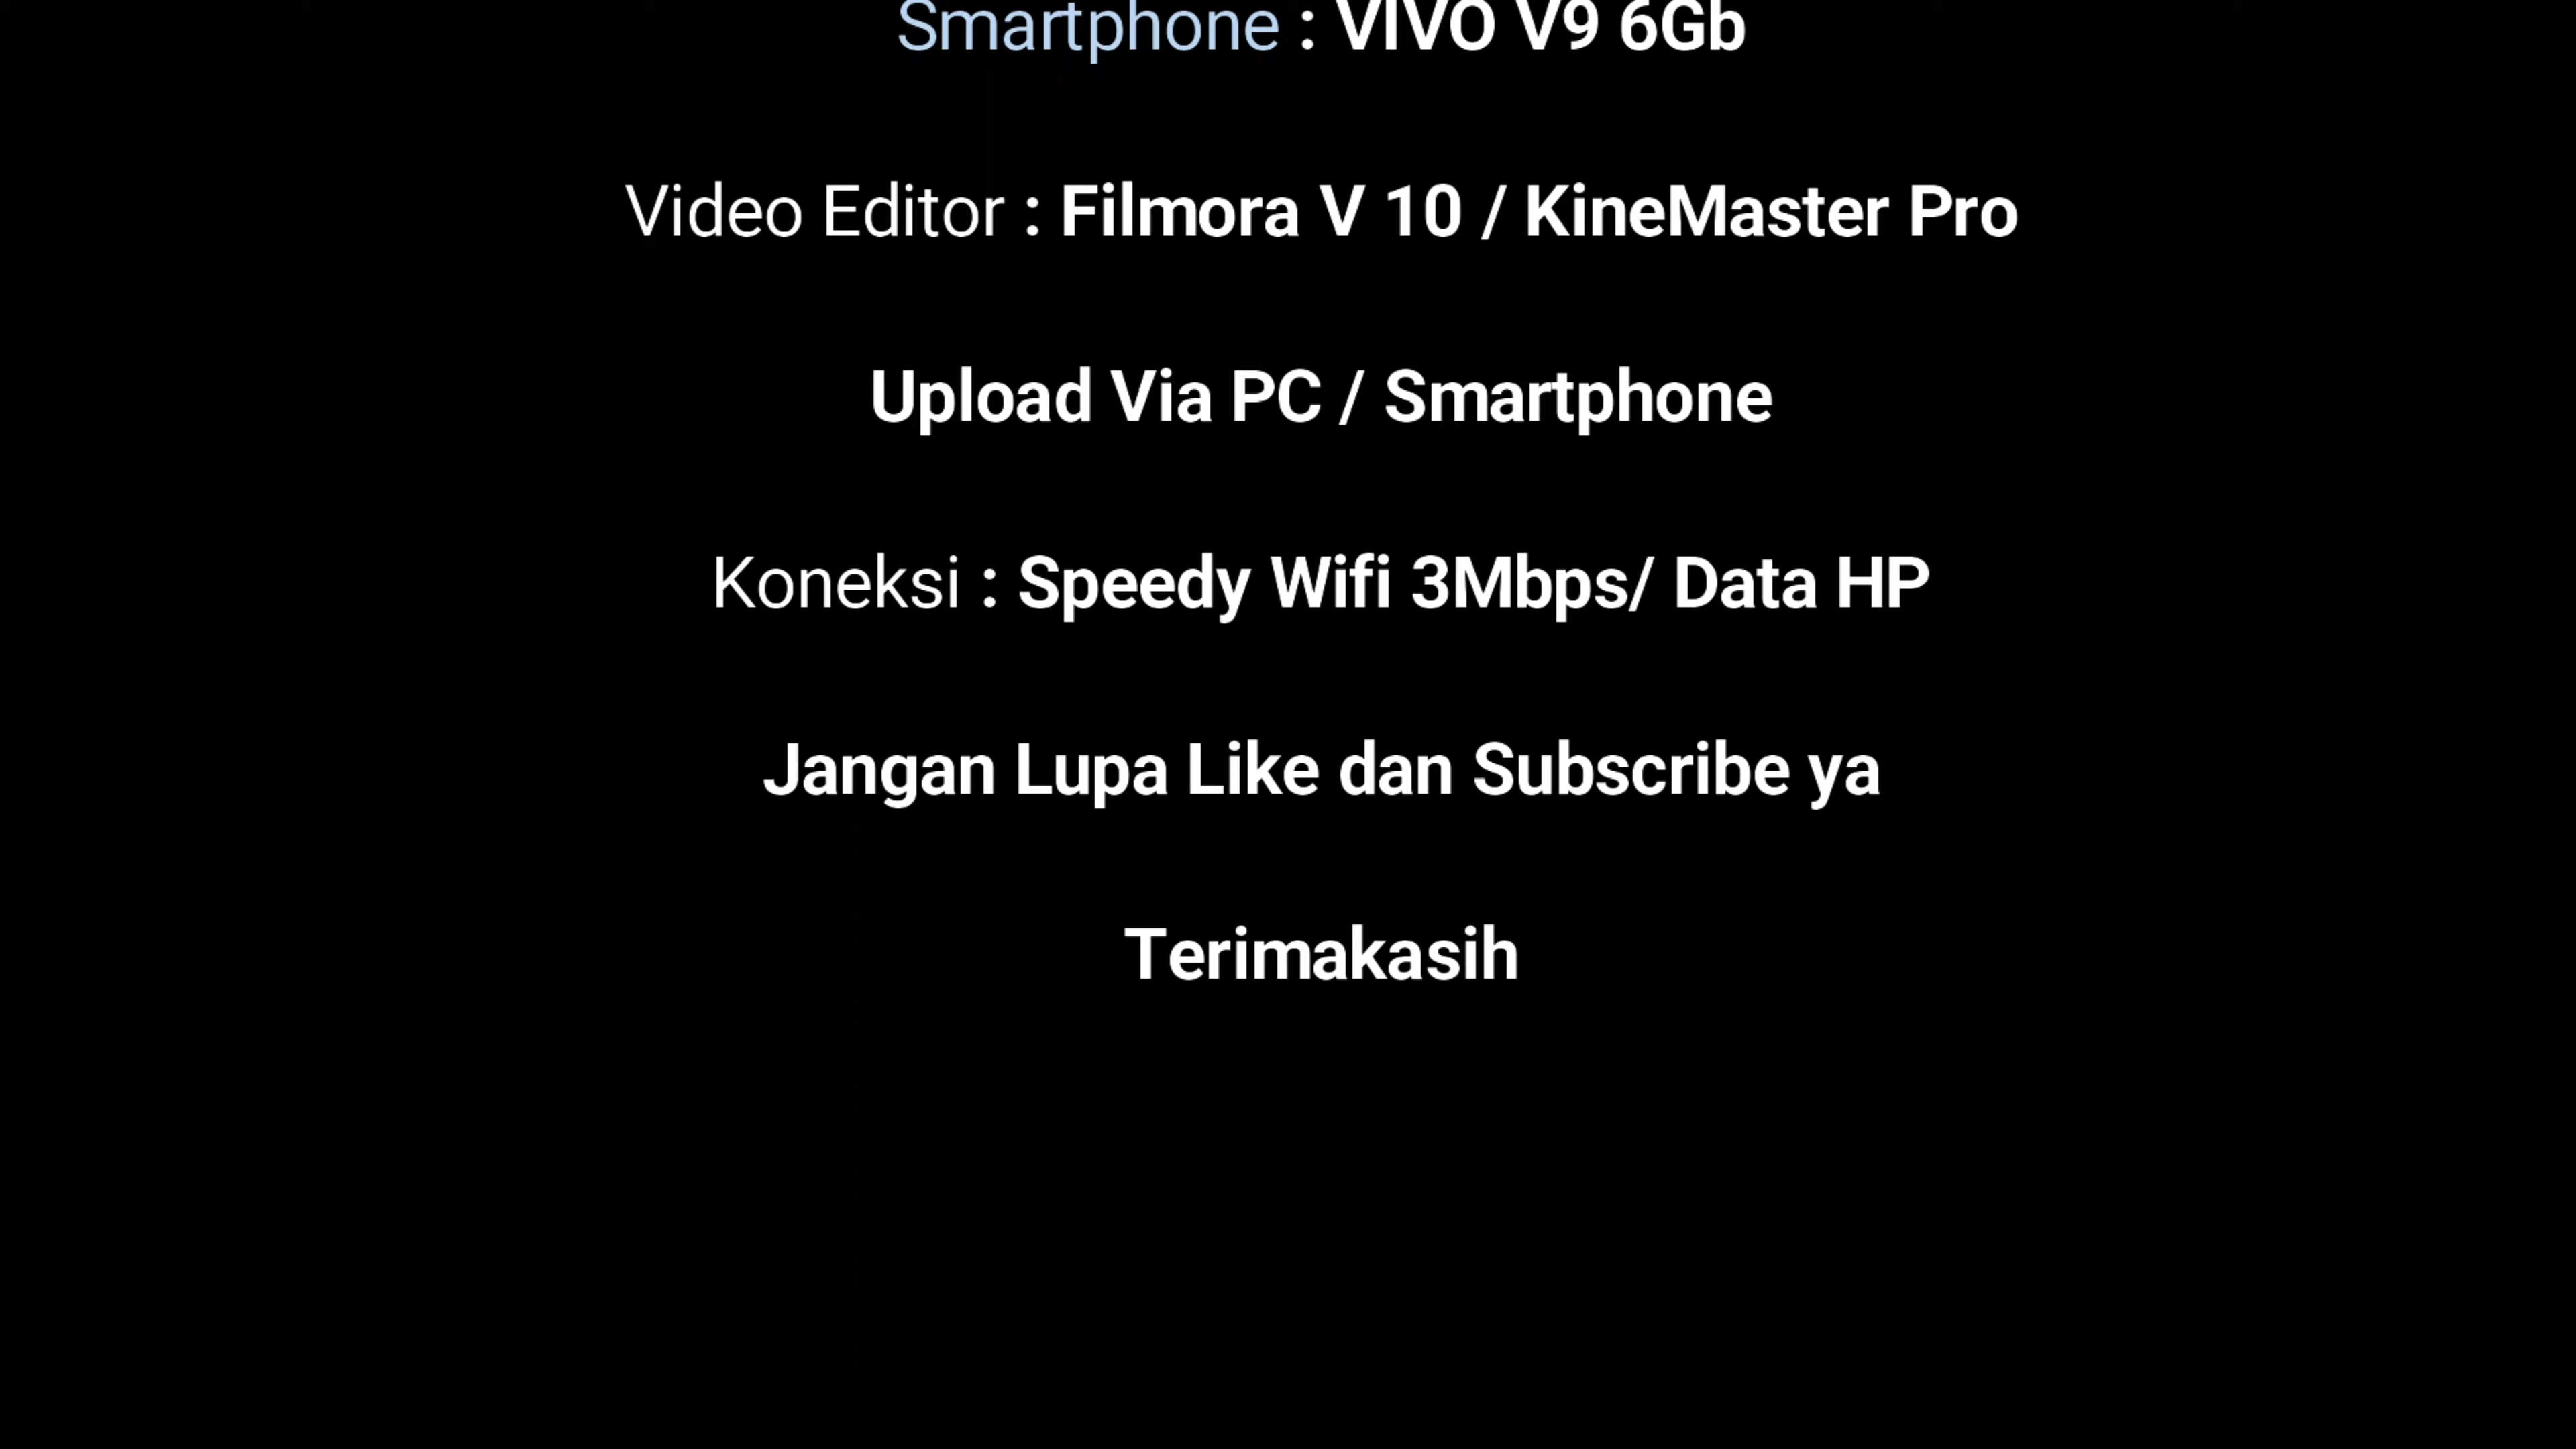 Smartphone : VIVO V9 6Gb
Video Editor : Filmora V 10 / KineMaster Pro
Upload Via PC / Smartphone
Koneksi : Speedy Wifi 3Mbps/ Data HP
Jangan Lupa Like dan Subscribe ya
Terimakasih